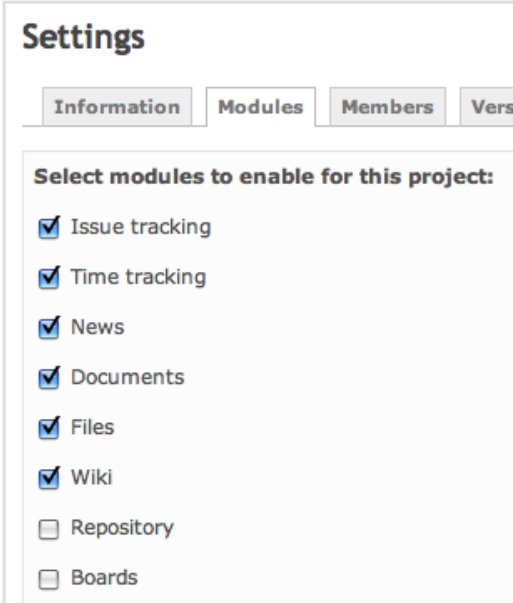 Settings
Information Modules Members Vers
Select modules to enable for this project:
Issue tracking
Time tracking
News
Documents
Files
Wiki
Repository
Boards